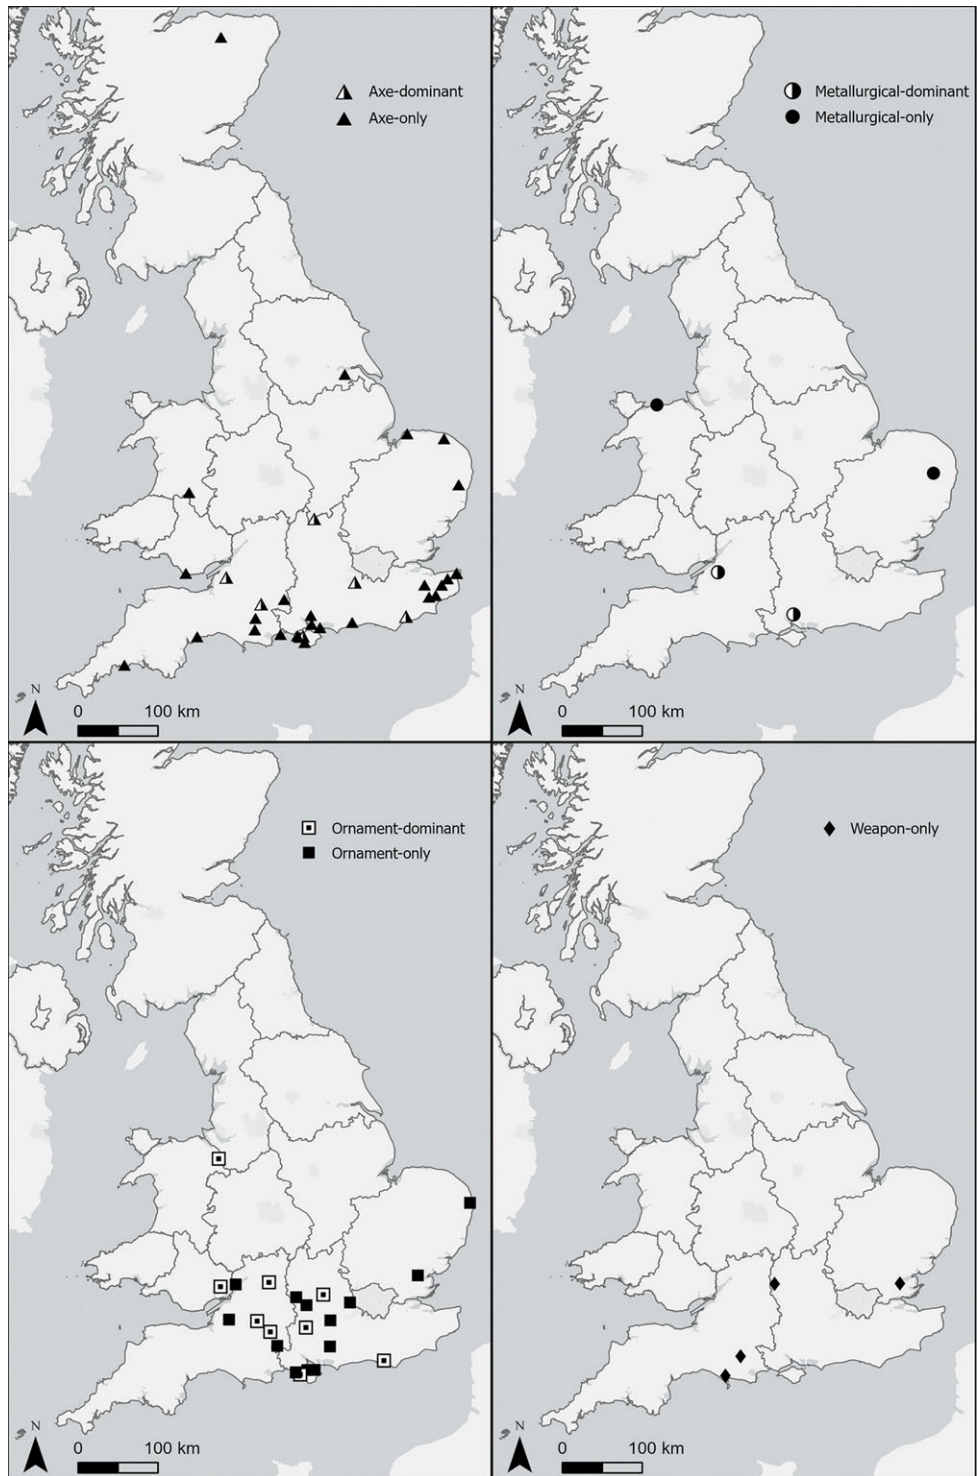 Axe-dominant
Axe-only
N
0 100 km
Metallurgical-dominant
Metallurgical-only
N
0 100 km
Ornament-dominant
Ornament-only
N
0 100 km
Weapon-only
N
0 100 km